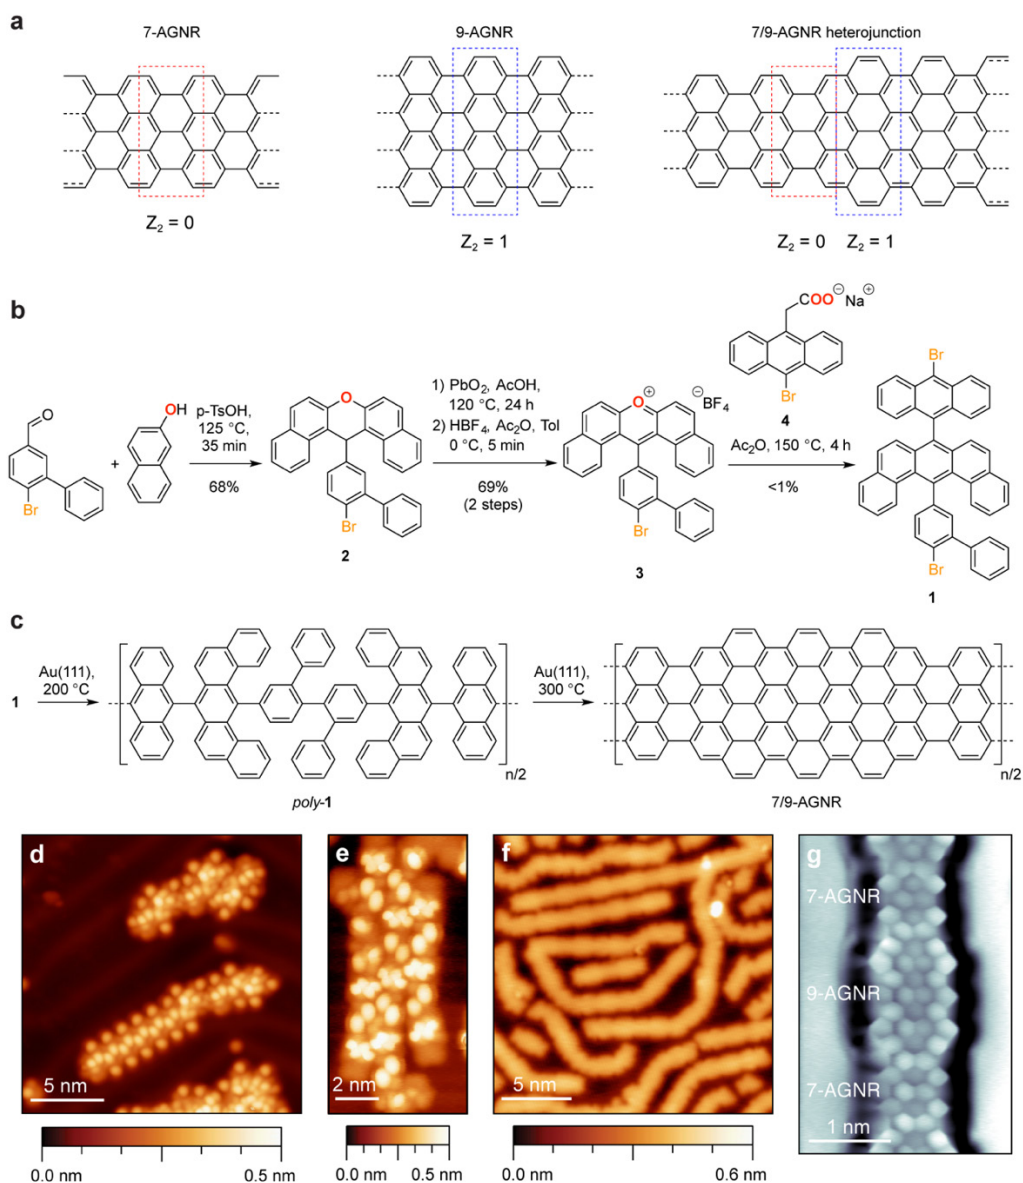 a
7-AGNR
9-AGNR
7/9-AGNR heterojunction
Z2 = 0
Z2 = 1
Z2 = 0
Z2 = 1
b
O
OH
Br
+
p-TsOH,
125 °C,
35 min
68%
O
Br
2
1) PbO2, AcOH,
120 °C, 24 h
2) HBF4, Ac2O, Tol
0 °C, 5 min
69%
(2 steps)
O
+
−
BF4
Br
3
COO
−
Na
+
Br
4
Ac2O, 150 °C, 4 h
<1%
Br
Br
1
c
1
Au(111),
200 °C
n/2
poly-1
Au(111),
300 °C
n/2
7/9-AGNR
d
5 nm
0.0 nm
0.5 nm
e
2 nm
0.0 nm
0.5 nm
f
5 nm
0.0 nm
0.6 nm
g
7-AGNR
9-AGNR
7-AGNR
1 nm